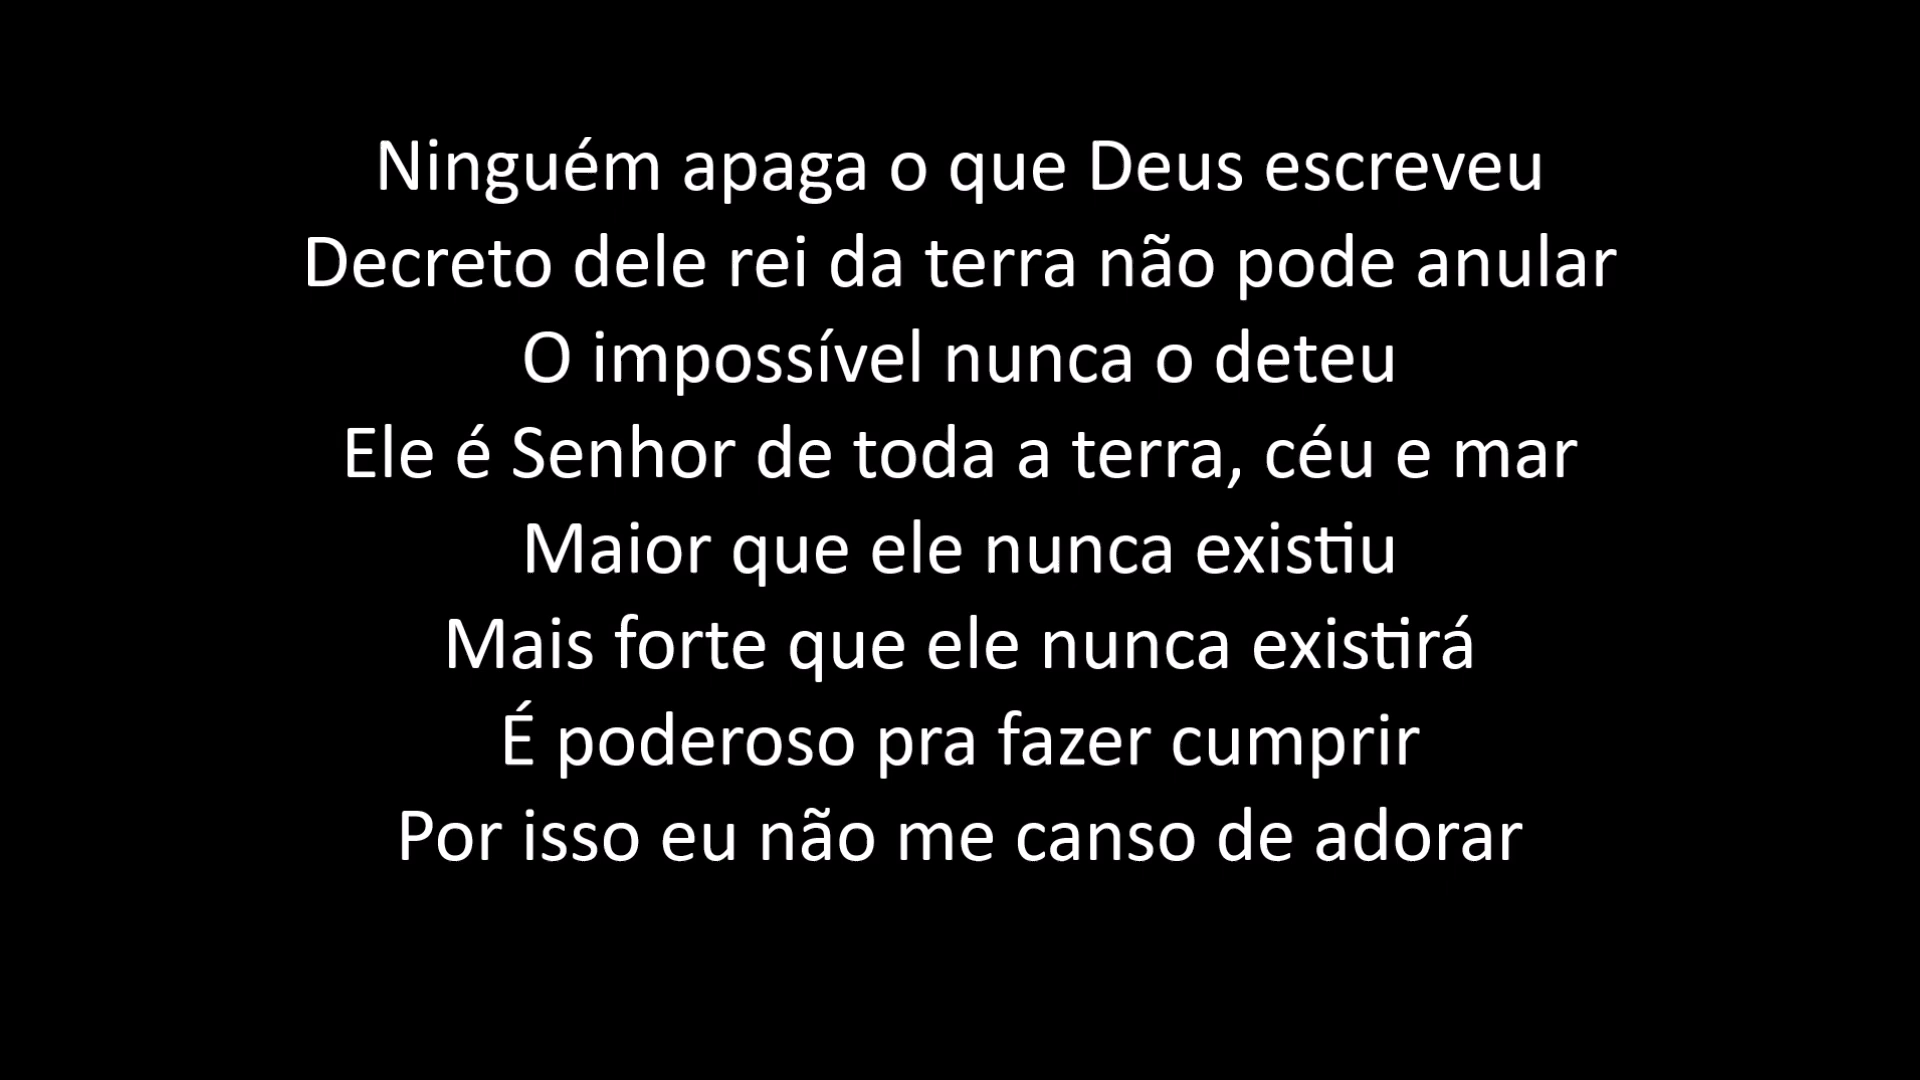 Ninguém apaga o que Deus escreveu
Decreto dele rei da terra não pode anular
O impossível nunca o deteu
Ele é Senhor de toda a terra, céu e mar
Maior que ele nunca existiu
Mais forte que ele nunca existirá
É poderoso pra fazer cumprir
Por isso eu não me canso de adorar